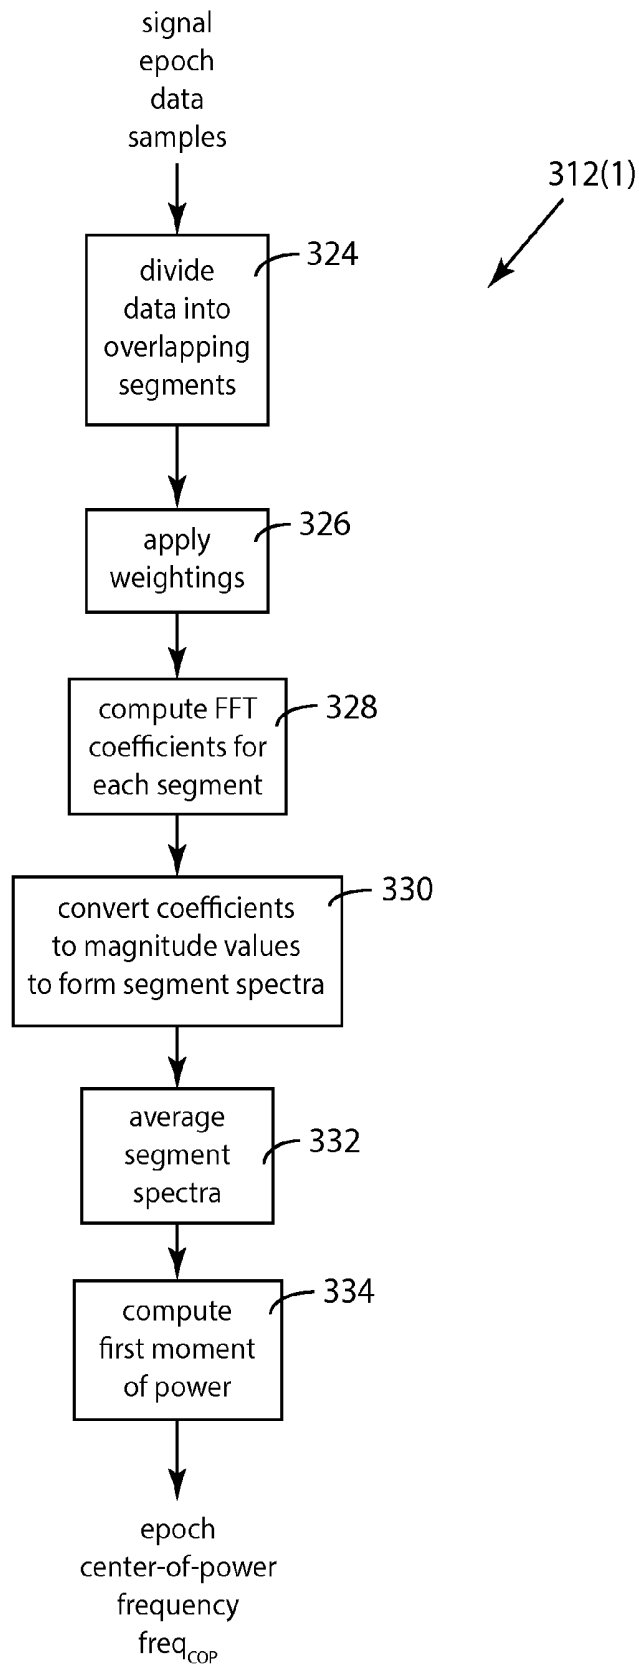 signal
epoch
data
samples
312(1)
324
divide
data into
overlapping
segments
326
apply
weightings
328
compute FFT
coefficients for
each segment
330
convert coefficients
to magnitude values
to form segment spectra
332
average
segment
spectra
334
compute
first moment
of power
epoch
center-of-power
frequency
freqCOP